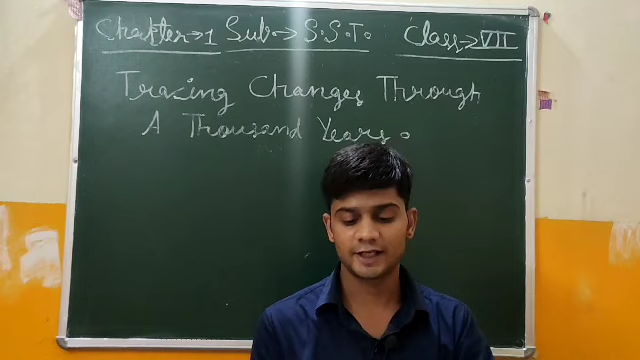 Chapter→1 Sub.→ S.S.T. Class→VII
Tracing Changes Through
A Thousand Years.